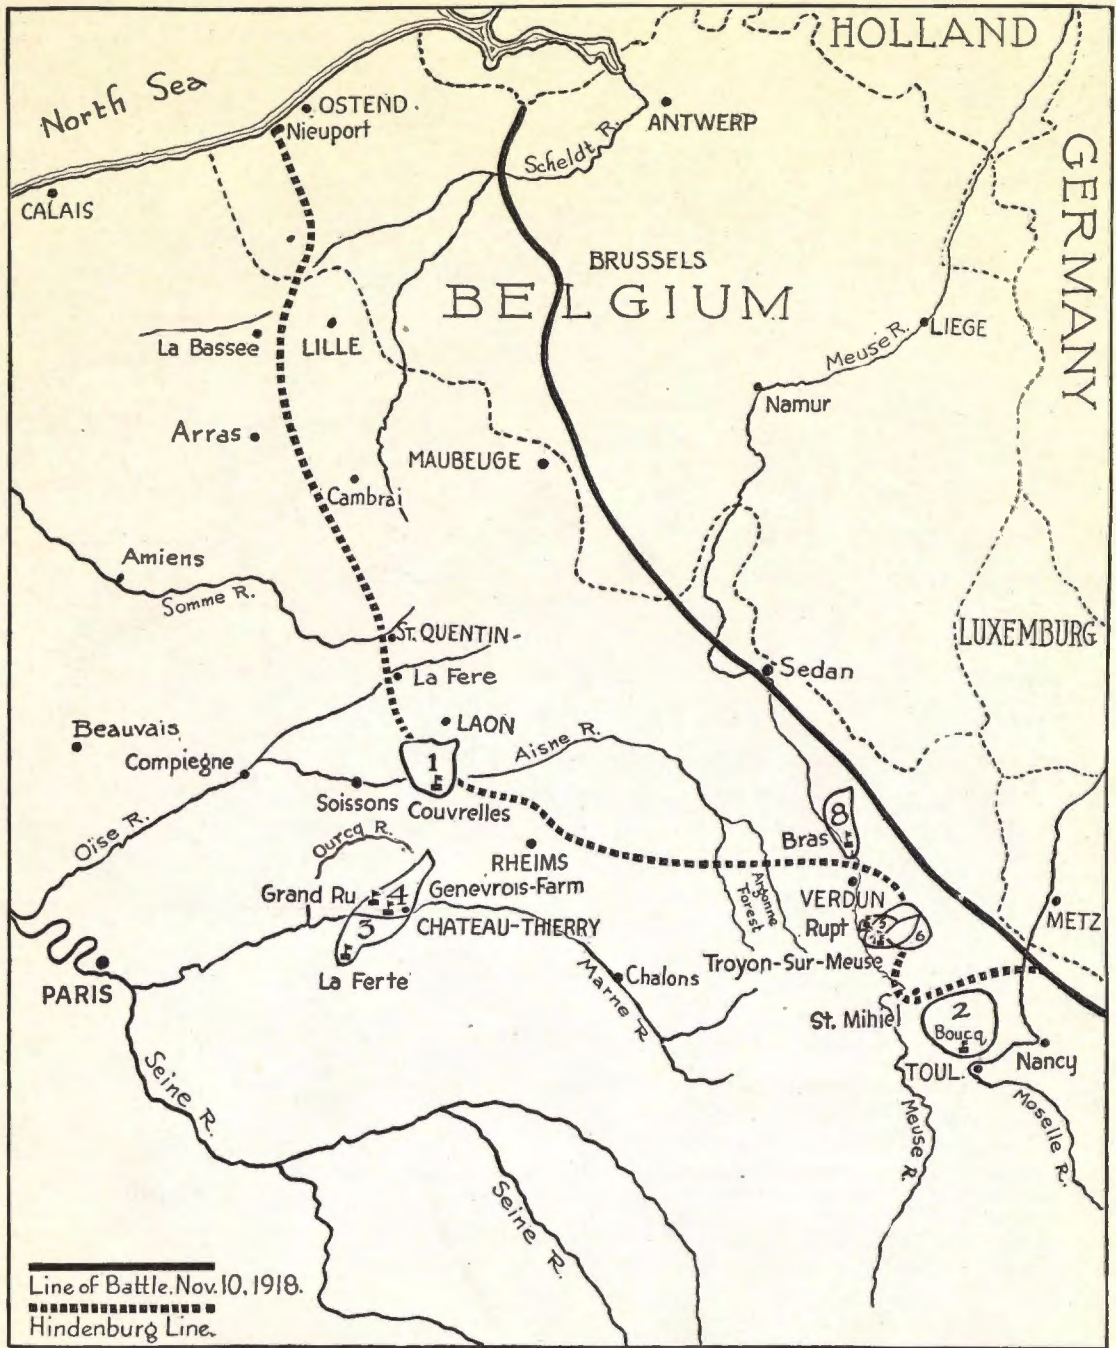 HOLLAND
North Sea
OSTEND.
Nieuport
ANTWERP
Scheldt R.
GERMANY
CALAIS
BRUSSELS
BELGIUM
La Bassee
LILLE
Meuse R.
LIEGE
Namur
Arras
MAUBEUGE
Cambrai
Amiens
Somme R.
ST. QUENTIN
LUXEMBURG
La Fere
Sedan
LAON
Beauvais
Aisne R.
Compiegne
1
Soissons
Couvrelles
Oise R.
Ourcq R.
8
Bras
RHEIMS
Grand Ru
4
Genevrois-Farm
Argonne
Forest
VERDUN
METZ
3
CHATEAU-THIERRY
Rupt
5
6
La Ferte
Marne R
Chalons
Troyon-Sur-Meuse
PARIS
St. Mihiel
2
Boucq
Nancy
TOUL.
Seine R.
Meuse R.
Moselle R.
Seine R.
Line of Battle. Nov. 10, 1918.
Hindenburg Line.